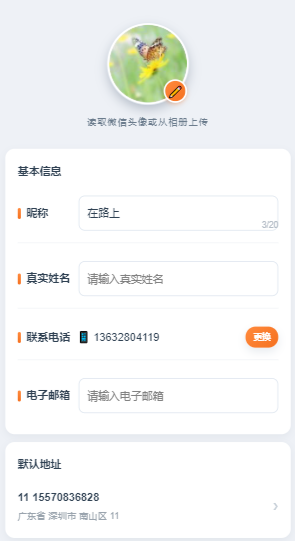 读取微信头像或从相册上传
基本信息
昵称
在路上
3/20
真实姓名
请输入真实姓名
联系电话
13632804119
更换
电子邮箱
请输入电子邮箱
默认地址
11 15570836828
广东省 深圳市 南山区 11